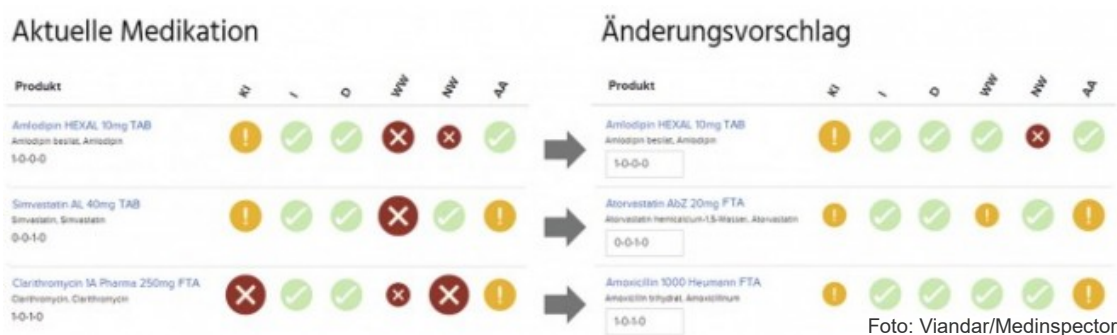 Aktuelle Medikation
Produkt KI I D WW NW AA
Amlodipin HEXAL 10mg TAB
Amlodipin besilat, Amlodipin
1-0-0-0
Simvastatin AL 40mg TAB
Simvastatin, Simvastatin
0-0-1-0
Clarithromycin 1A Pharma 250mg FTA
Clarithromycin, Clarithromycin
1-0-1-0
Änderungsvorschlag
Produkt KI I D WW NW AA
Amlodipin HEXAL 10mg TAB
Amlodipin besilat, Amlodipin
1-0-0-0
Atorvastatin AbZ 20mg FTA
Atorvastatin hemicalcium-1,5-Wasser, Atorvastatin
0-0-1-0
Amoxicillin 1000 Heumann FTA
Amoxicillin trihydrat, Amoxicillinum
1-0-1-0
Foto: Viandar/Medinspector